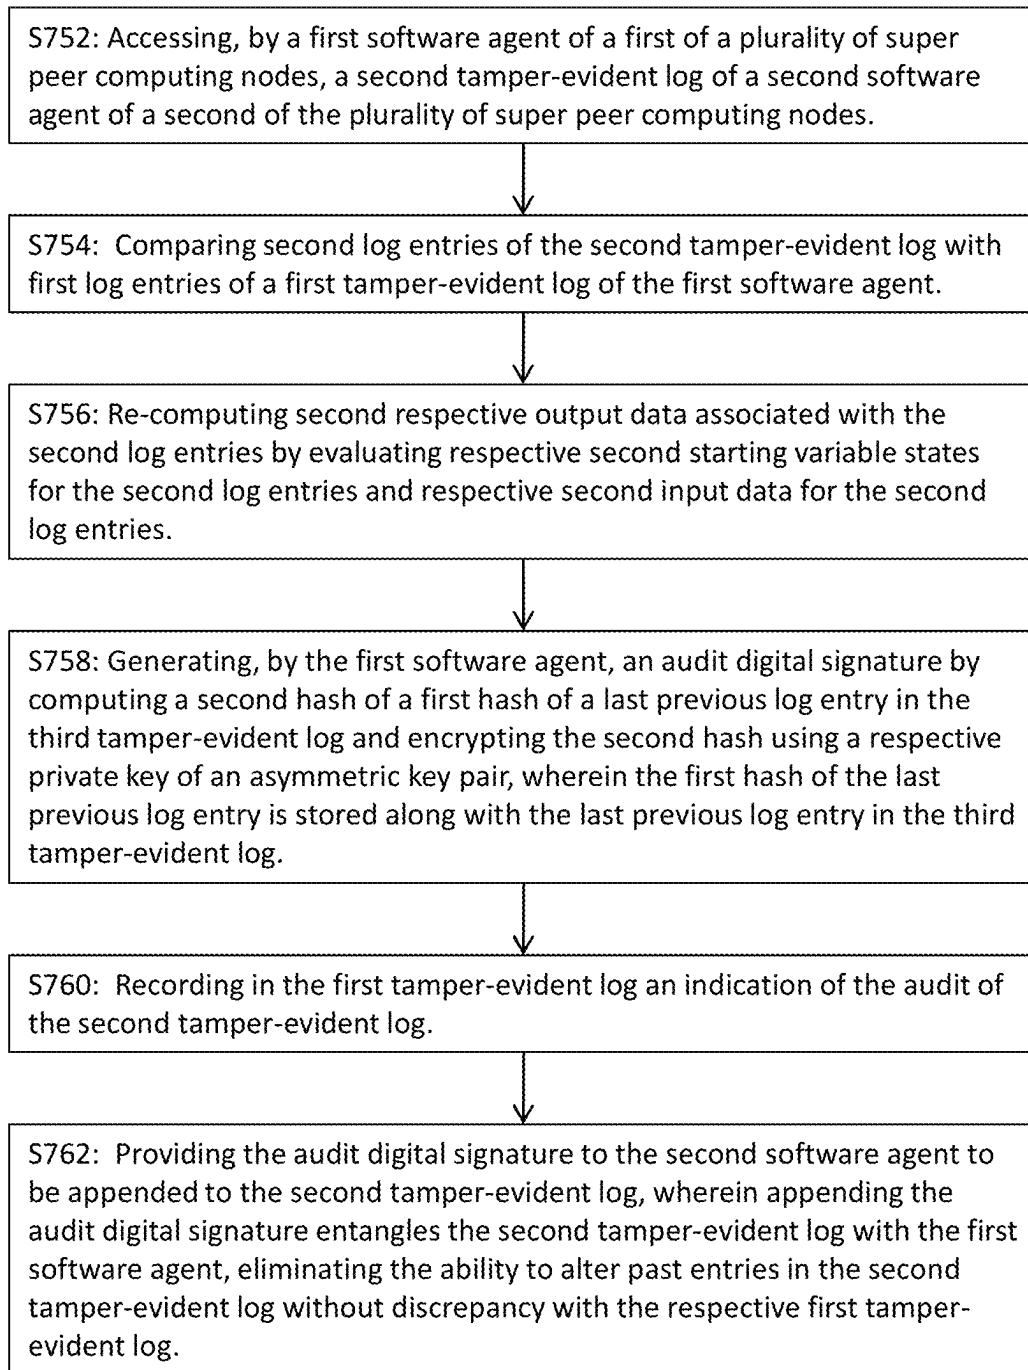 S752: Accessing, by a first software agent of a first of a plurality of super
peer computing nodes, a second tamper-evident log of a second software
agent of a second of the plurality of super peer computing nodes.
S754:  Comparing second log entries of the second tamper-evident log with
first log entries of a first tamper-evident log of the first software agent.
S756: Re-computing second respective output data associated with the
second log entries by evaluating respective second starting variable states
for the second log entries and respective second input data for the second
log entries.
S758: Generating, by the first software agent, an audit digital signature by
computing a second hash of a first hash of a last previous log entry in the
third tamper-evident log and encrypting the second hash using a respective
private key of an asymmetric key pair, wherein the first hash of the last
previous log entry is stored along with the last previous log entry in the third
tamper-evident log.
S760:  Recording in the first tamper-evident log an indication of the audit of
the second tamper-evident log.
S762:  Providing the audit digital signature to the second software agent to
be appended to the second tamper-evident log, wherein appending the
audit digital signature entangles the second tamper-evident log with the first
software agent, eliminating the ability to alter past entries in the second
tamper-evident log without discrepancy with the respective first tamper-
evident log.